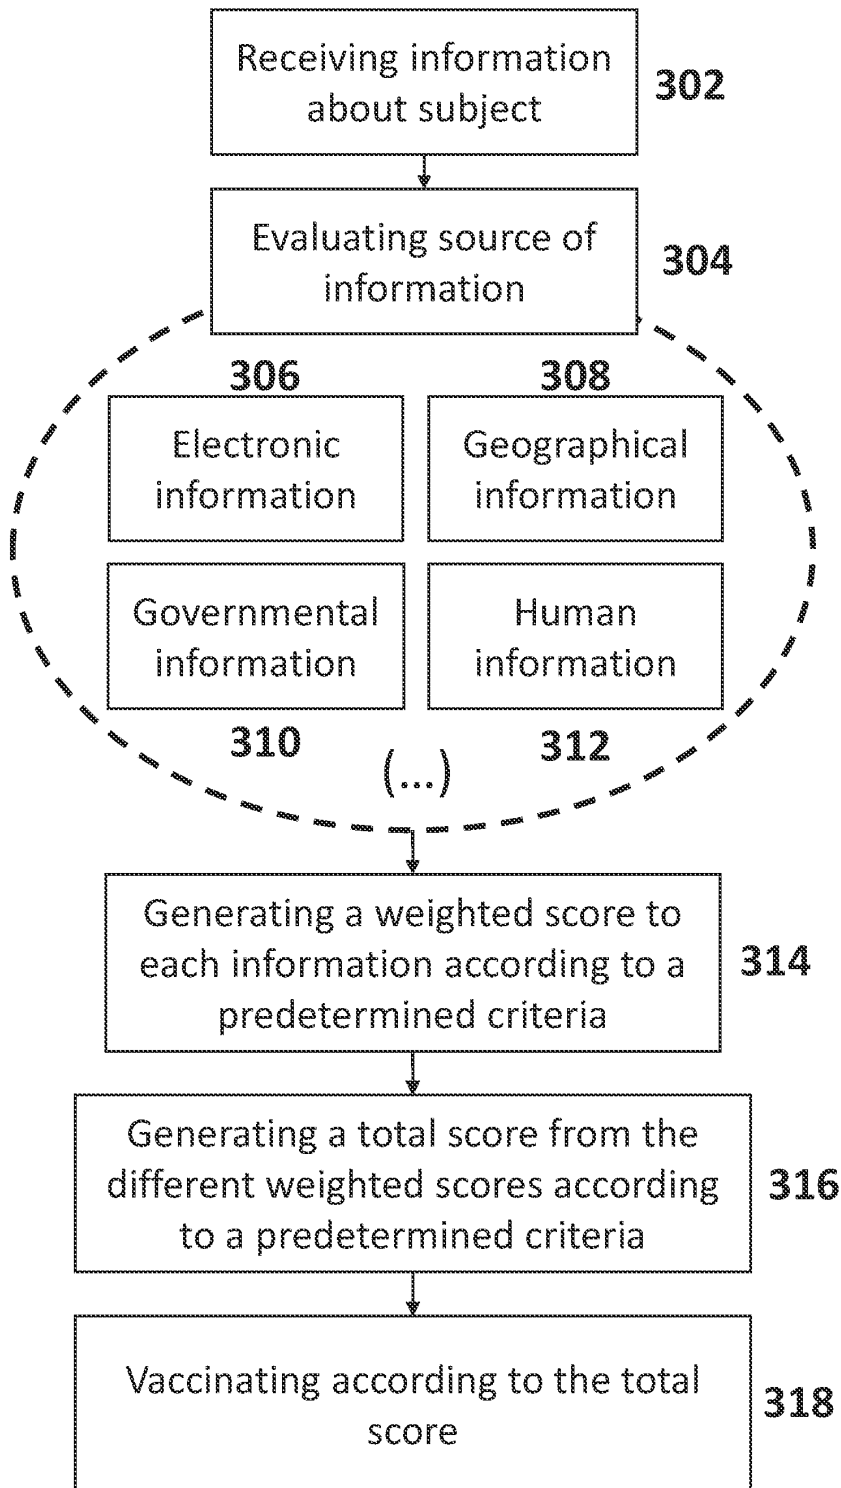 Receiving information
about subject
302
Evaluating source of
information
304
306
308
Electronic
information
Geographical
information
Governmental
information
Human
information
310
312
(...)
Generating a weighted score to
each information according to a
predetermined criteria
314
Generating a total score from the
different weighted scores according
to a predetermined criteria
316
Vaccinating according to the total
score
318